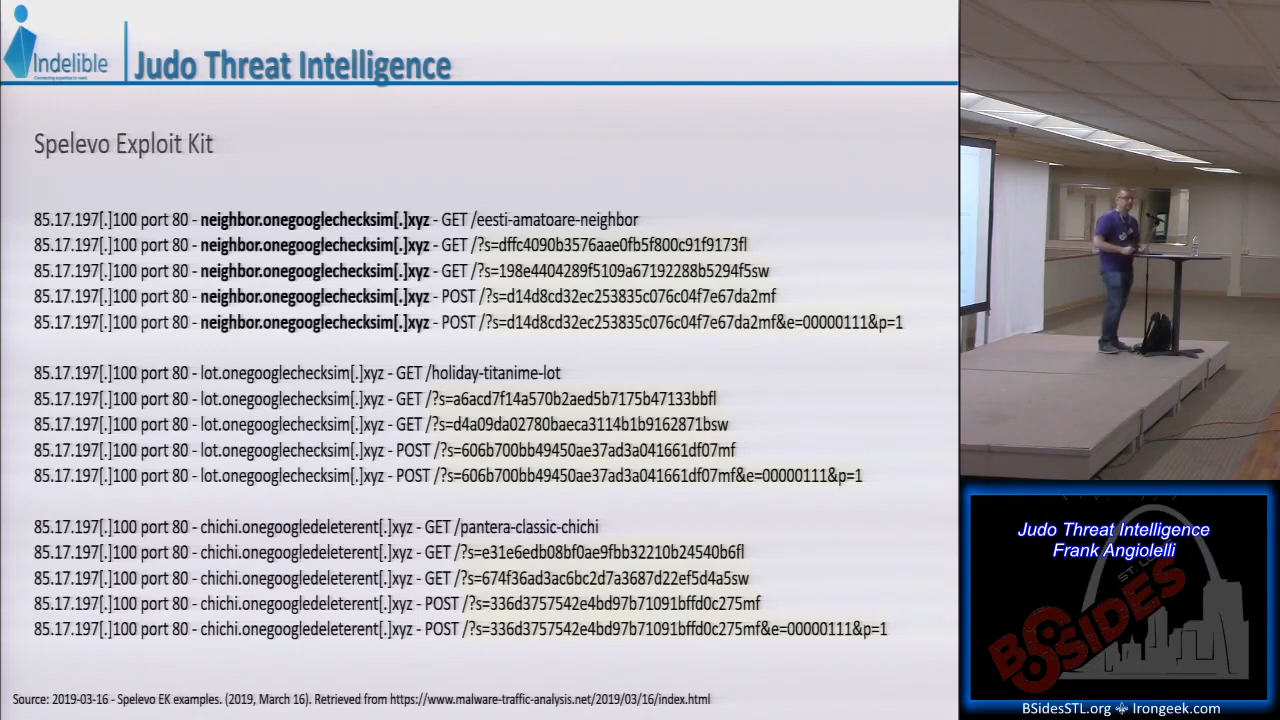 Indelible
Judo Threat Intelligence
Spelevo Exploit Kit
85.17.197[.]100 port 80 - neighbor.onegooglechecksim[.]xyz - GET /eesti-amatoare-neighbor
85.17.197[.]100 port 80 - neighbor.onegooglechecksim[.]xyz - GET /?s=dffc4090b3576aae0fb5f800c91f9173fl
85.17.197[.]100 port 80 - neighbor.onegooglechecksim[.]xyz - GET /?s=198e4404289f5109a67192288b5294f5sw
85.17.197[.]100 port 80 - neighbor.onegooglechecksim[.]xyz - POST /?s=d14d8cd32ec253835c076c04f7e67da2mf
85.17.197[.]100 port 80 - neighbor.onegooglechecksim[.]xyz - POST /?s=d14d8cd32ec253835c076c04f7e67da2mf&e=00000111&p=1
85.17.197[.]100 port 80 - lot.onegooglechecksim[.]xyz - GET /holiday-titanime-lot
85.17.197[.]100 port 80 - lot.onegooglechecksim[.]xyz - GET /?s=a6acd7f14a570b2aed5b7175b47133bbfl
85.17.197[.]100 port 80 - lot.onegooglechecksim[.]xyz - GET /?s=d4a09da02780baeca3114b1b9162871bsw
85.17.197[.]100 port 80 - lot.onegooglechecksim[.]xyz - POST /?s=606b700bb49450ae37ad3a041661df07mf
85.17.197[.]100 port 80 - lot.onegooglechecksim[.]xyz - POST /?s=606b700bb49450ae37ad3a041661df07mf&e=00000111&p=1
85.17.197[.]100 port 80 - chichi.onegoogledeleterent[.]xyz - GET /pantera-classic-chichi
85.17.197[.]100 port 80 - chichi.onegoogledeleterent[.]xyz - GET /?s=e31e6edb08bf0ae9fbb32210b24540b6fl
85.17.197[.]100 port 80 - chichi.onegoogledeleterent[.]xyz - GET /?s=674f36ad3ac6bc2d7a3687d22ef5d4a5sw
85.17.197[.]100 port 80 - chichi.onegoogledeleterent[.]xyz - POST /?s=336d3757542e4bd97b71091bffd0c275mf
85.17.197[.]100 port 80 - chichi.onegoogledeleterent[.]xyz - POST /?s=336d3757542e4bd97b71091bffd0c275mf&e=00000111&p=1
Source: 2019-03-16 - Spelevo EK examples. (2019, March 16). Retrieved from https://www.malware-traffic-analysis.net/2019/03/16/index.html
Judo Threat Intelligence
Frank Angiolelli
ST. LOUIS
BSIDES
BSidesSTL.org Irongeek.com